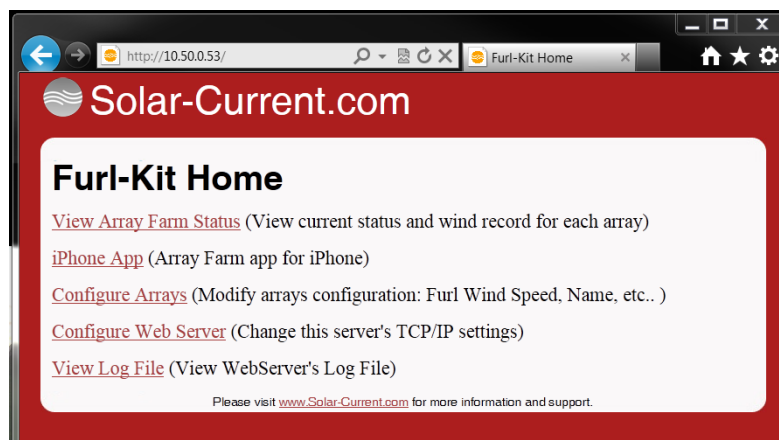 http://10.50.0.53/
Furl-Kit Home
Solar-Current.com
Furl-Kit Home
View Array Farm Status (View current status and wind record for each array)
iPhone App (Array Farm app for iPhone)
Configure Arrays (Modify arrays configuration: Furl Wind Speed, Name, etc.. )
Configure Web Server (Change this server's TCP/IP settings)
View Log File (View WebServer's Log File)
Please visit www.Solar-Current.com for more information and support.